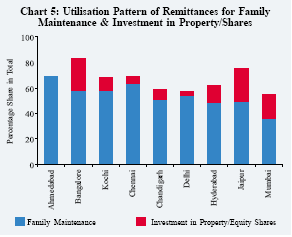 Chart 5: Utilisation Pattern of Remittances for Family
Maintenance & Investment in Property/Shares
Percentage Share in Total
100
80
60
40
20
0
Ahmedabad
Bangalore
Kochi
Chennai
Chandigarh
Delhi
Hyderabad
Jaipur
Mumbai
Family Maintenance
Investment in Property/Equity Shares